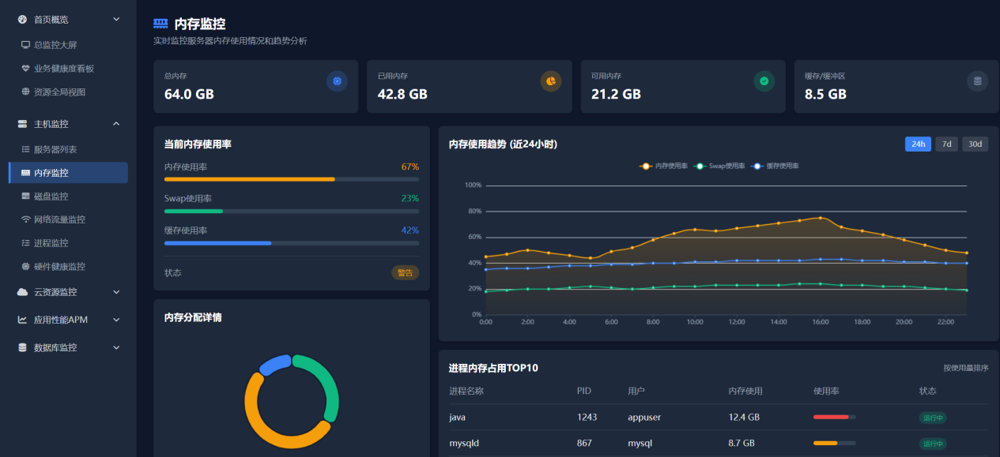 首页概览
总监控大屏
业务健康度看板
资源全局视图
主机监控
服务器列表
内存监控
磁盘监控
网络流量监控
进程监控
硬件健康监控
云资源监控
应用性能APM
数据库监控
内存监控
实时监控服务器内存使用情况和趋势分析
总内存
64.0 GB
已用内存
42.8 GB
可用内存
21.2 GB
缓存/缓冲区
8.5 GB
当前内存使用率
内存使用率 67%
Swap使用率 23%
缓存使用率 42%
状态 警告
内存分配详情
内存使用趋势 (近24小时)
24h 7d 30d
内存使用率 Swap使用率 缓存使用率
100%
80%
60%
40%
20%
0%
0:00 2:00 4:00 6:00 8:00 10:00 12:00 14:00 16:00 18:00 20:00 22:00
进程内存占用TOP10 按使用量排序
进程名称 PID 用户 内存使用 使用率 状态
java 1243 appuser 12.4 GB 运行中
mysqld 867 mysql 8.7 GB 运行中